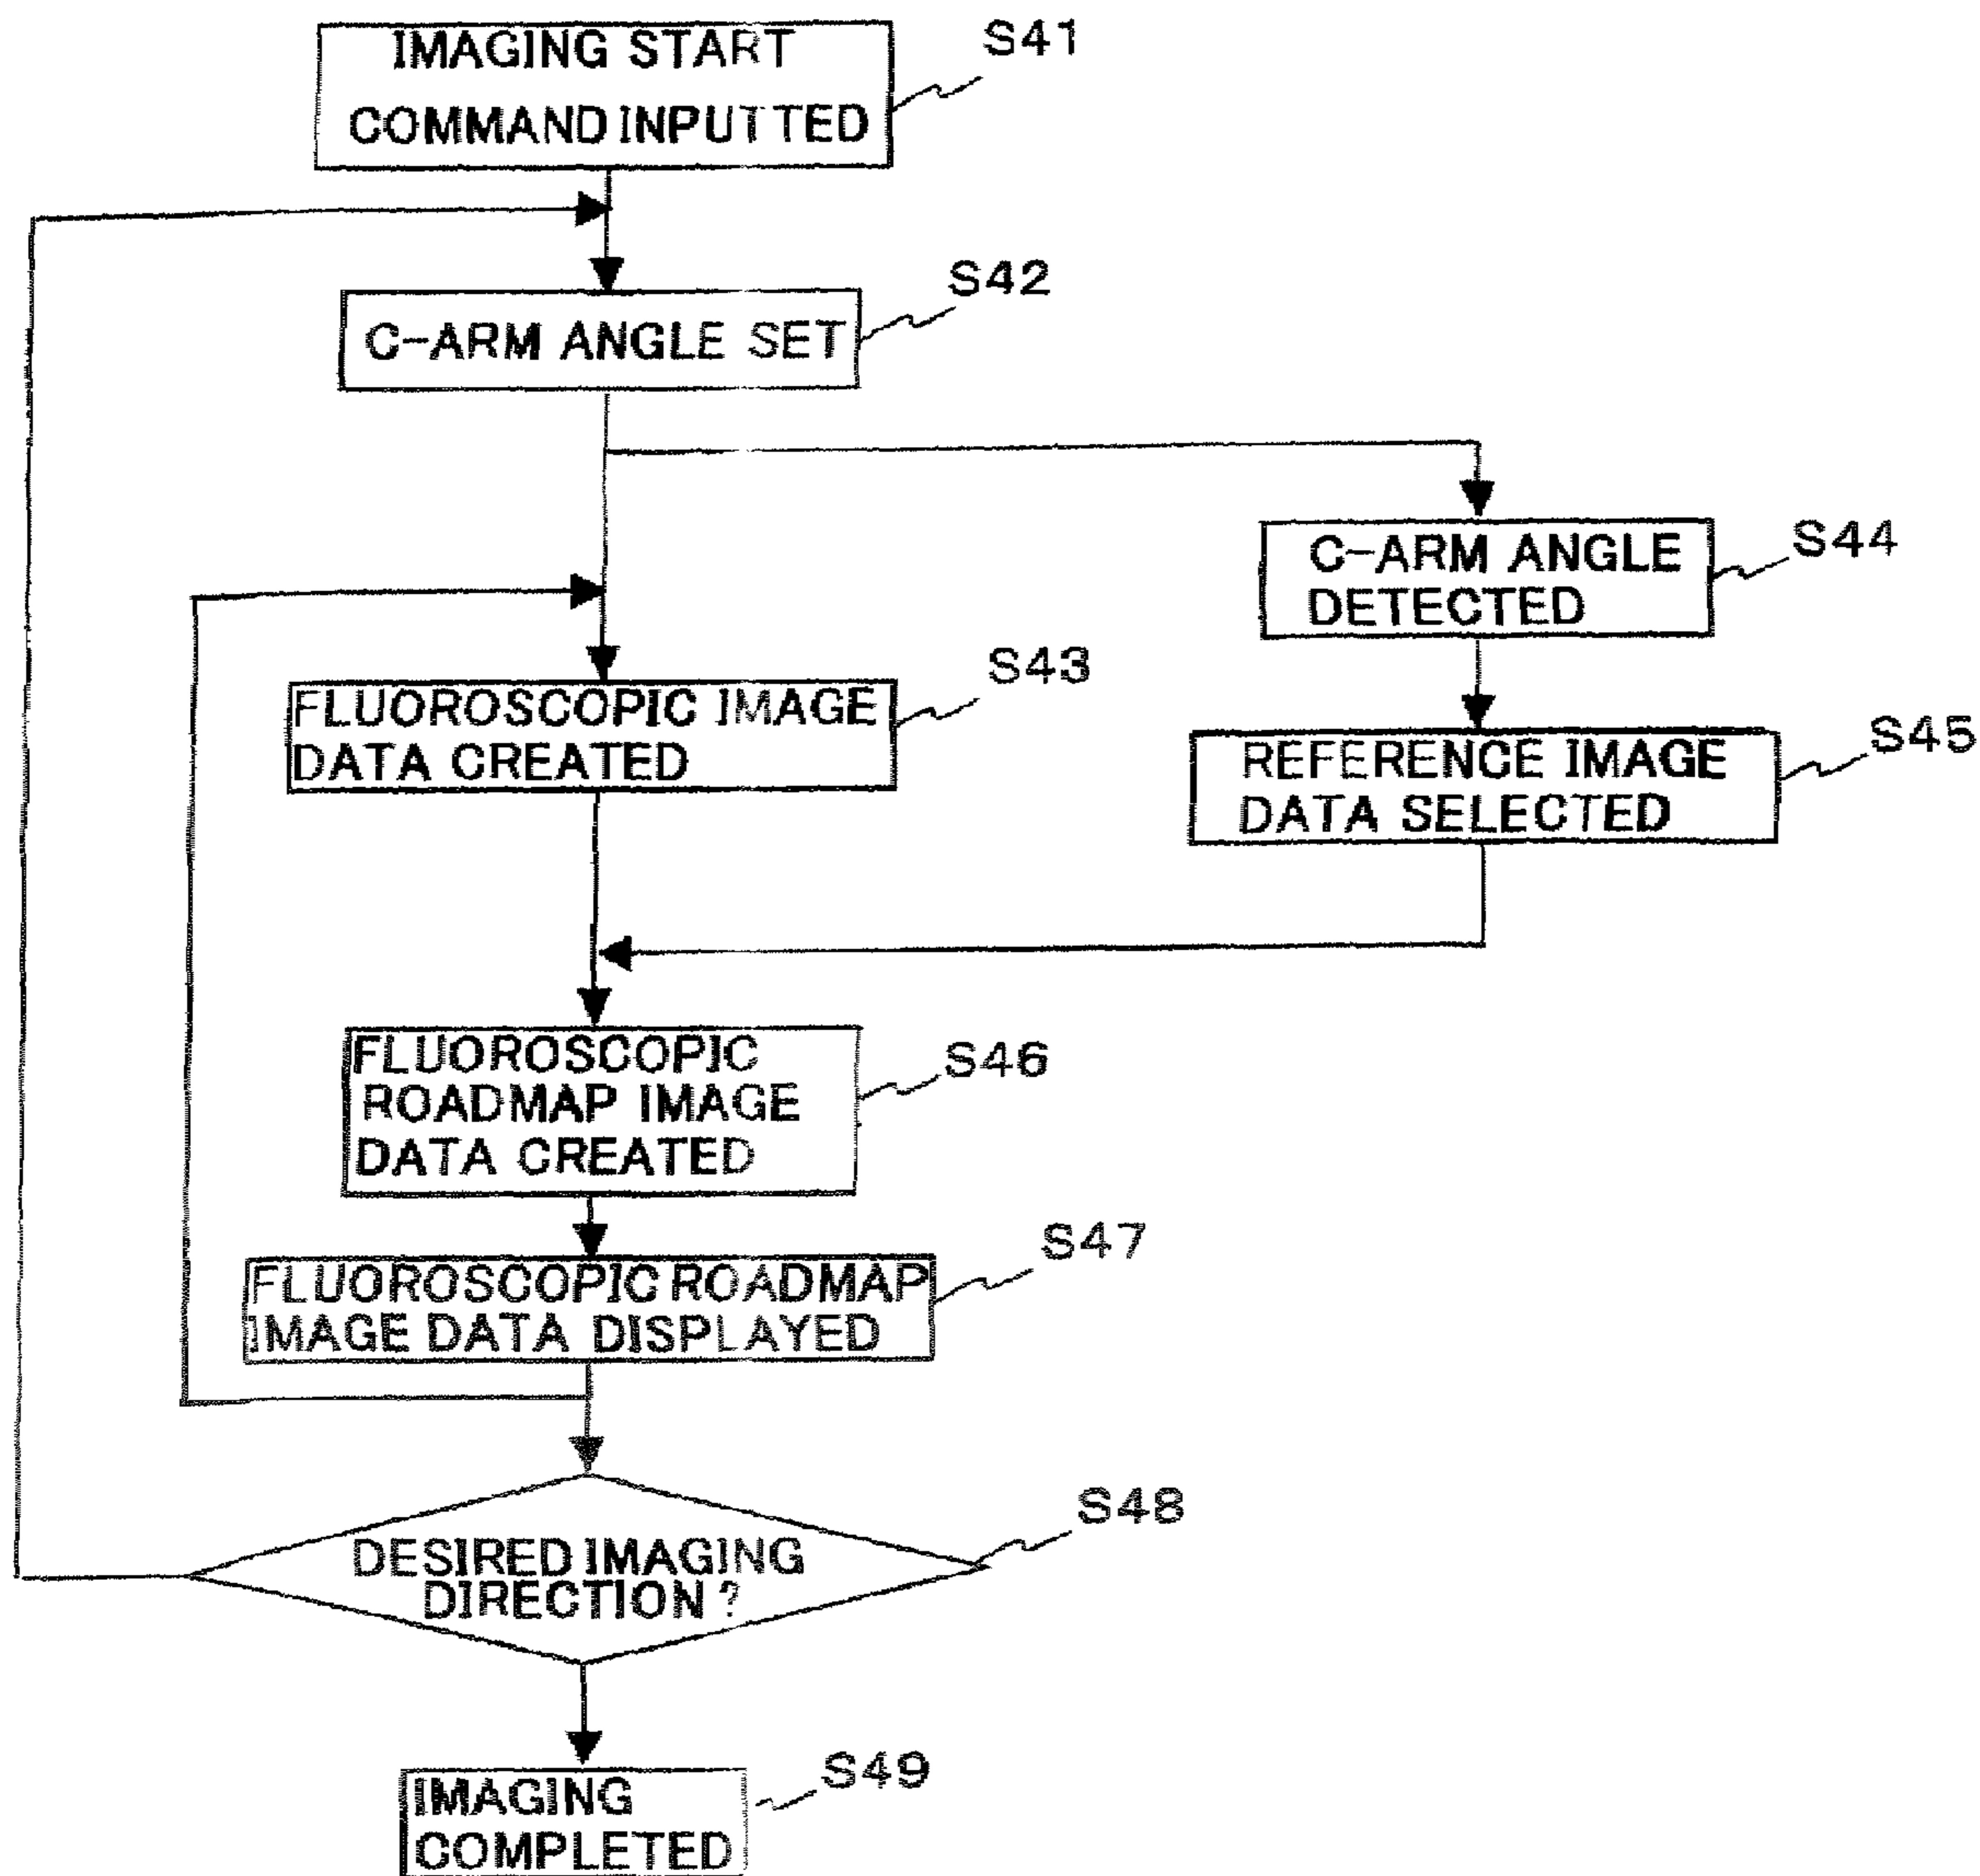 IMAGING START
COMMAND INPUTTED
S41
C-ARM ANGLE SET
S42
C-ARM ANGLE
DETECTED
S44
FLUOROSCOPIC IMAGE
DATA CREATED
S43
REFERENCE IMAGE
DATA SELECTED
S45
FLUOROSCOPIC
ROADMAP IMAGE
DATA CREATED
S46
FLUOROSCOPIC ROADMAP
IMAGE DATA DISPLAYED
S47
DESIRED IMAGING
DIRECTION?
S48
IMAGING
COMPLETED
S49